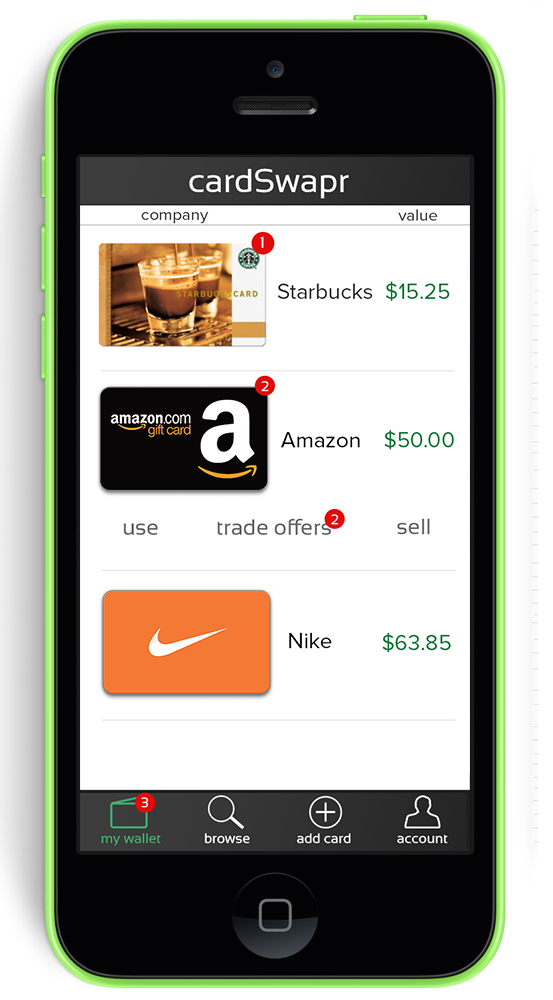 cardSwapr
company value
1
STARBUCKS CARD
Starbucks $15.25
2
amazon.com
gift card
a
Amazon $50.00
use trade offers 2 sell
Nike $63.85
3
my wallet browse add card account